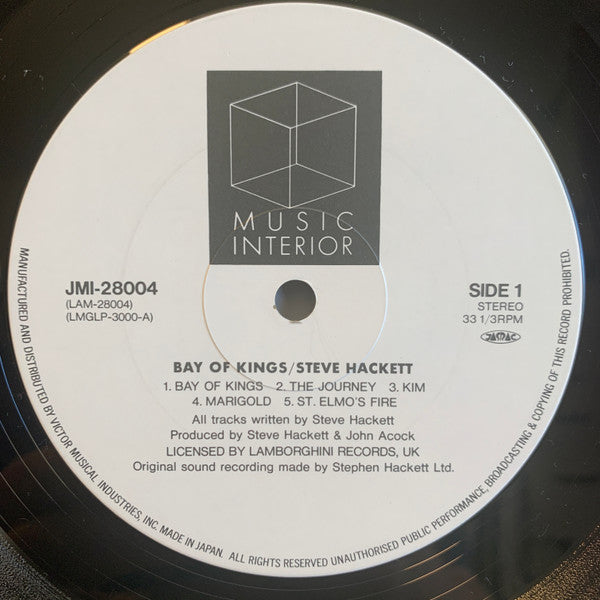 MUSIC
INTERIOR
JMI-28004
(LAM-28004)
(LMGLP-3000-A)
SIDE 1
STEREO
33 1/3RPM
JASRAC
BAY OF KINGS/STEVE HACKETT
1. BAY OF KINGS 2. THE JOURNEY 3. KIM
4. MARIGOLD 5. ST. ELMO'S FIRE
All tracks written by Steve Hackett
Produced by Steve Hackett & John Acock
LICENSED BY LAMBORGHINI RECORDS, UK
Original sound recording made by Stephen Hackett Ltd.
MANUFACTURED AND DISTRIBUTED BY VICTOR MUSICAL INDUSTRIES, INC. MADE IN JAPAN. ALL RIGHTS RESERVED UNAUTHORISED PUBLIC PERFORMANCE, BROADCASTING & COPYING OF THIS RECORD PROHIBITED.